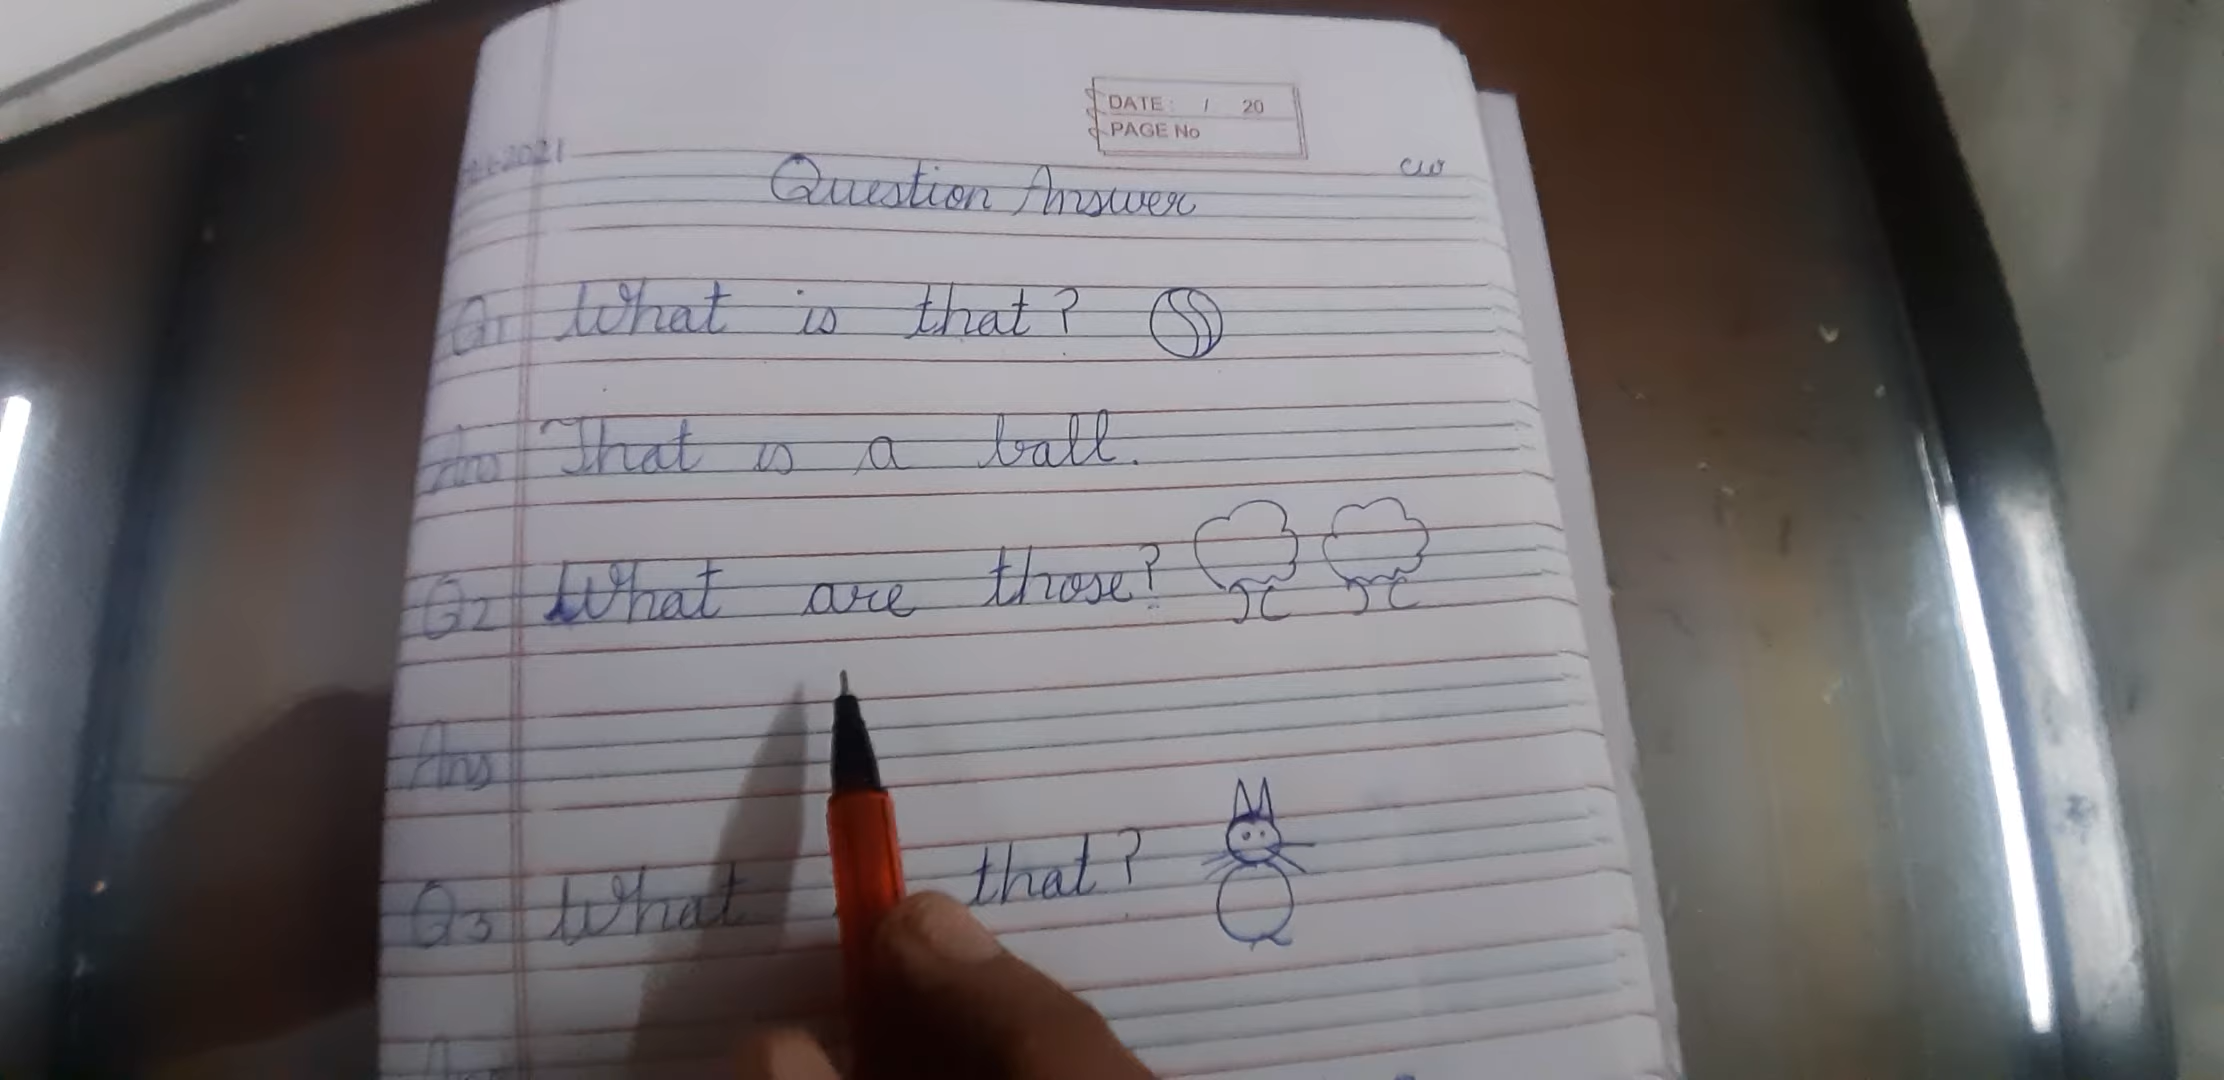 DATE: / 20
PAGE No
2021 CW
Question Answer
Q1 What is that?
Ans That is a ball.
Q2 What are those?
Ans
Q3 What that?